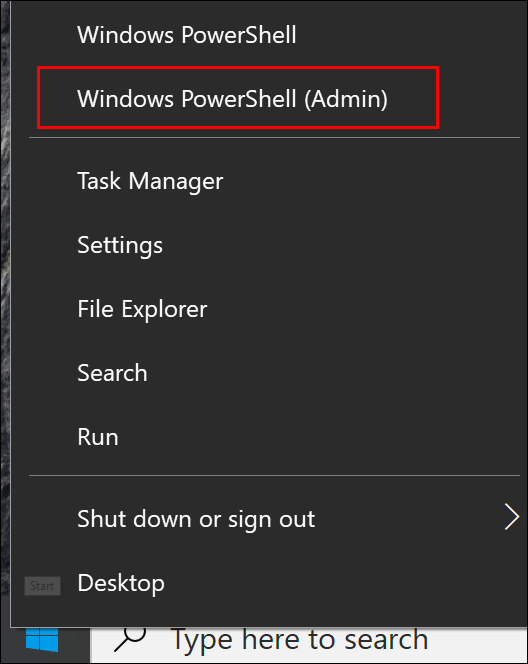 Windows PowerShell
Windows PowerShell (Admin)
Task Manager
Settings
File Explorer
Search
Run
Shut down or sign out
Start
Desktop
Type here to search